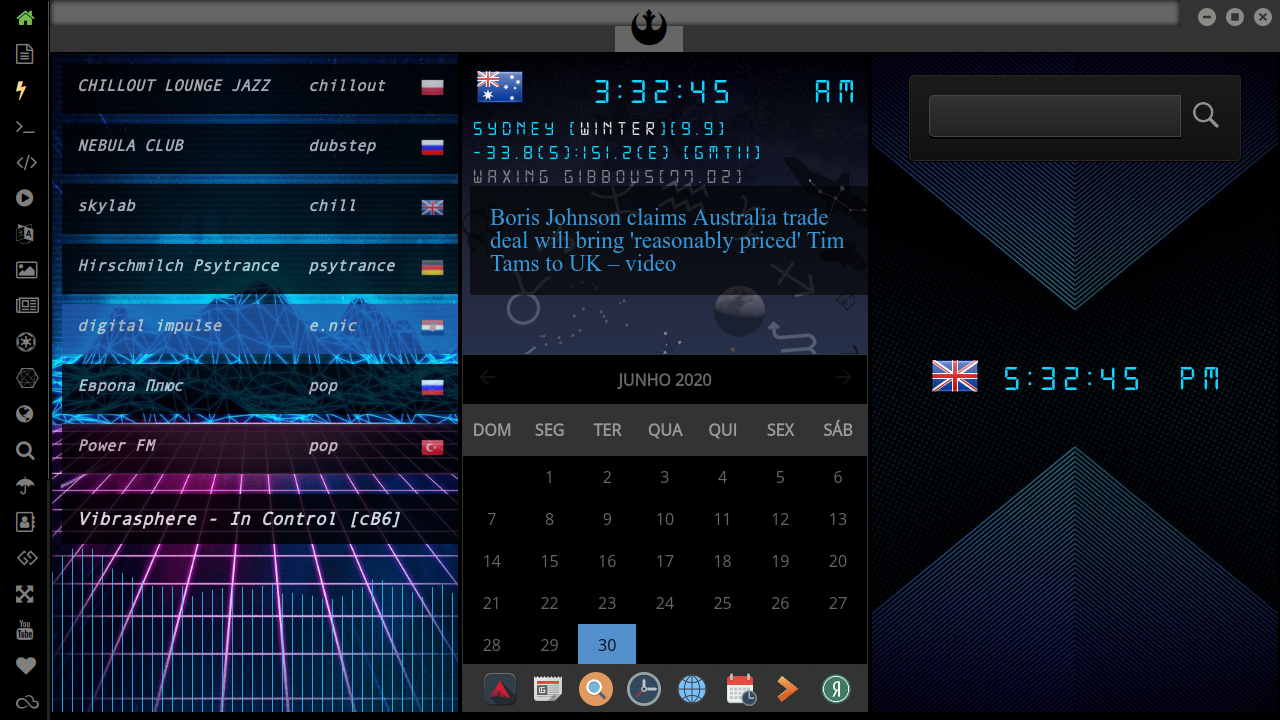 CHILLOUT LOUNGE JAZZ chillout
NEBULA CLUB dubstep
skylab chill
Hirschmilch Psytrance psytrance
digital impulse e.nic
Европа Плюс pop
Power FM pop
Vibrasphere - In Control [cB6]
3:32:45 AM
SYDNEY [WINTER][9.9]
-33.8(S):151.2(E) [GMT11]
WAXING GIBBOUS[77.02]
Boris Johnson claims Australia trade
deal will bring 'reasonably priced' Tim
Tams to UK – video
JUNHO 2020
DOM SEG TER QUA QUI SEX SÁB
1 2 3 4 5 6
7 8 9 10 11 12 13
14 15 16 17 18 19 20
21 22 23 24 25 26 27
28 29 30
5:32:45 PM
You
Tube
Я